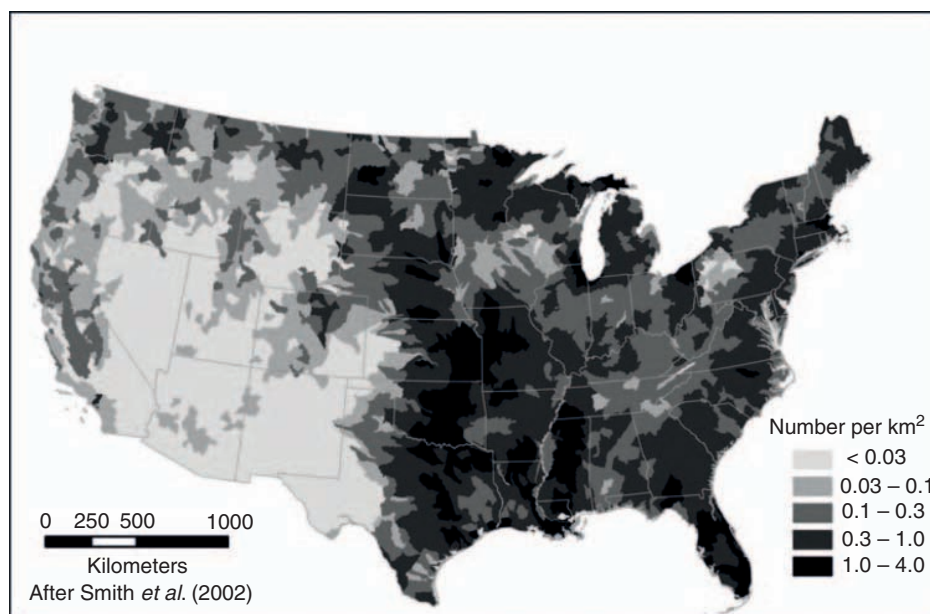 Number per km²
< 0.03
0.03 – 0.1
0.1 – 0.3
0.3 – 1.0
1.0 – 4.0
0 250 500 1000
Kilometers
After Smith et al. (2002)